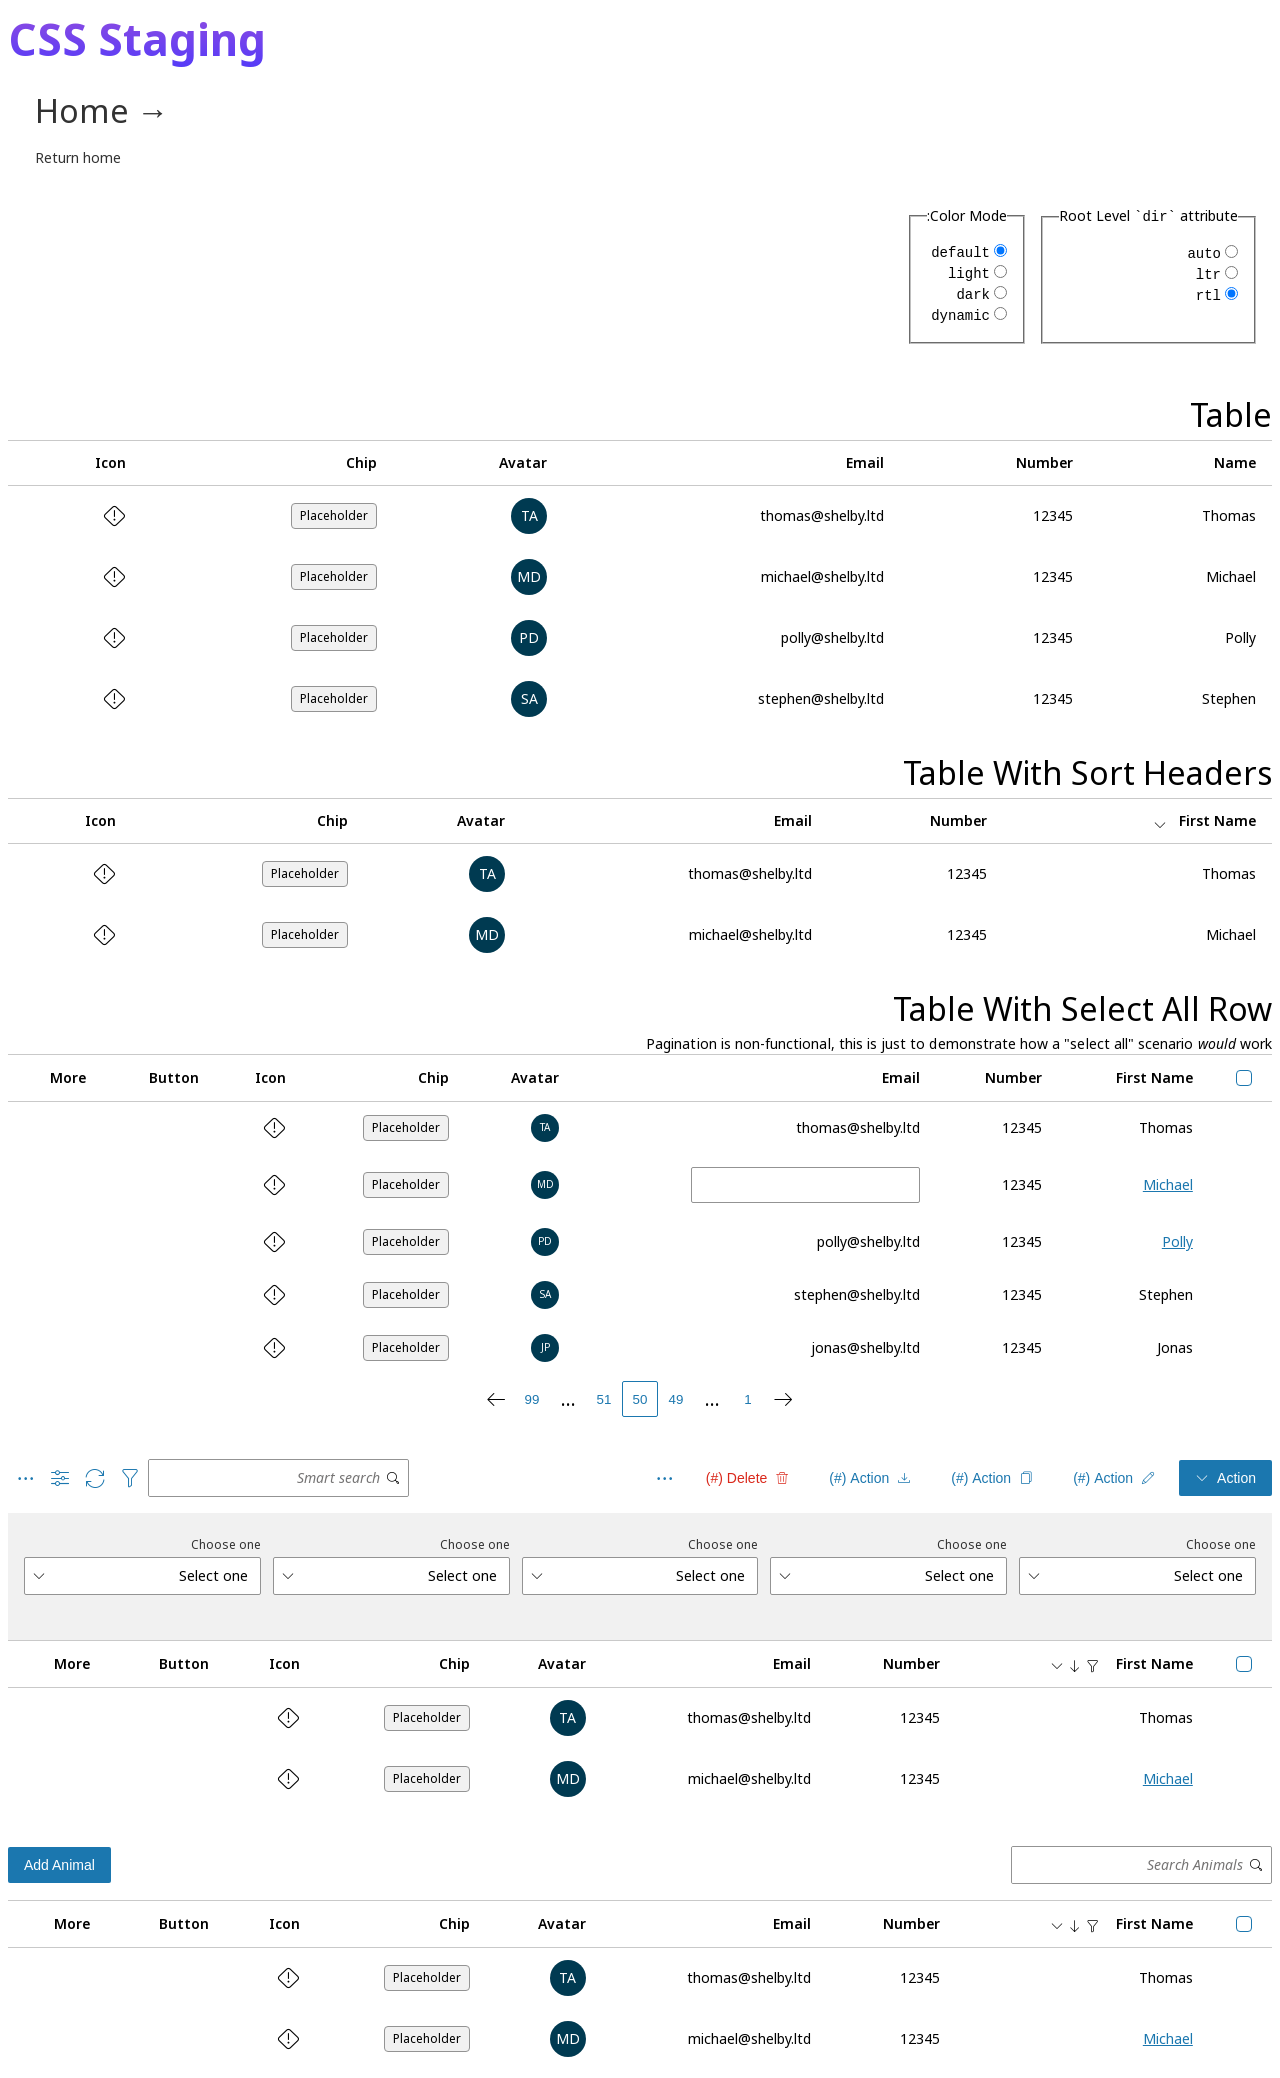 CSS Staging
Home →
Return home
:Color Mode
default
light
dark
dynamic
Root Level `dir` attribute
auto
ltr
rtl
Table
Icon Chip Avatar Email Number Name
Placeholder TA thomas@shelby.ltd 12345 Thomas
Placeholder MD michael@shelby.ltd 12345 Michael
Placeholder PD polly@shelby.ltd 12345 Polly
Placeholder SA stephen@shelby.ltd 12345 Stephen
Table With Sort Headers
Icon Chip Avatar Email Number First Name
Placeholder TA thomas@shelby.ltd 12345 Thomas
Placeholder MD michael@shelby.ltd 12345 Michael
Table With Select All Row
Pagination is non-functional, this is just to demonstrate how a "select all" scenario would work
More Button Icon Chip Avatar Email Number First Name
Placeholder TA thomas@shelby.ltd 12345 Thomas
Placeholder MD 12345 Michael
Placeholder PD polly@shelby.ltd 12345 Polly
Placeholder SA stephen@shelby.ltd 12345 Stephen
Placeholder JP jonas@shelby.ltd 12345 Jonas
99 ... 51 50 49 ... 1
Smart search (#) Delete (#) Action (#) Action (#) Action Action
Choose one Choose one Choose one Choose one Choose one
Select one Select one Select one Select one Select one
More Button Icon Chip Avatar Email Number First Name
Placeholder TA thomas@shelby.ltd 12345 Thomas
Placeholder MD michael@shelby.ltd 12345 Michael
Add Animal Search Animals
More Button Icon Chip Avatar Email Number First Name
Placeholder TA thomas@shelby.ltd 12345 Thomas
Placeholder MD michael@shelby.ltd 12345 Michael